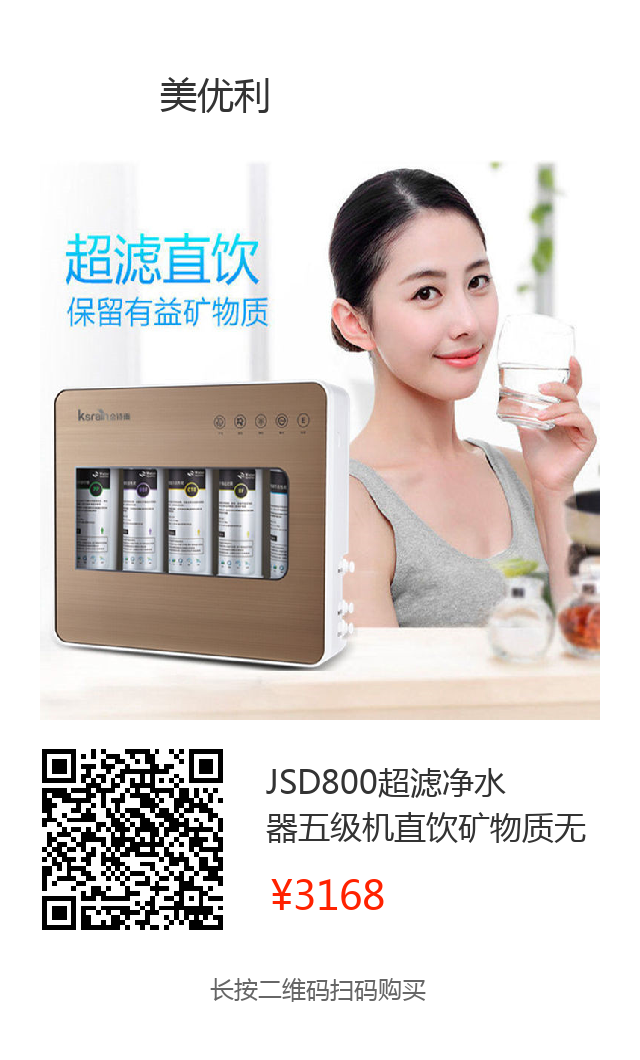 美优利
超滤直饮
保留有益矿物质
Ksrain
JSD800超滤净水
器五级机直饮矿物质无
¥3168
长按二维码扫码购买